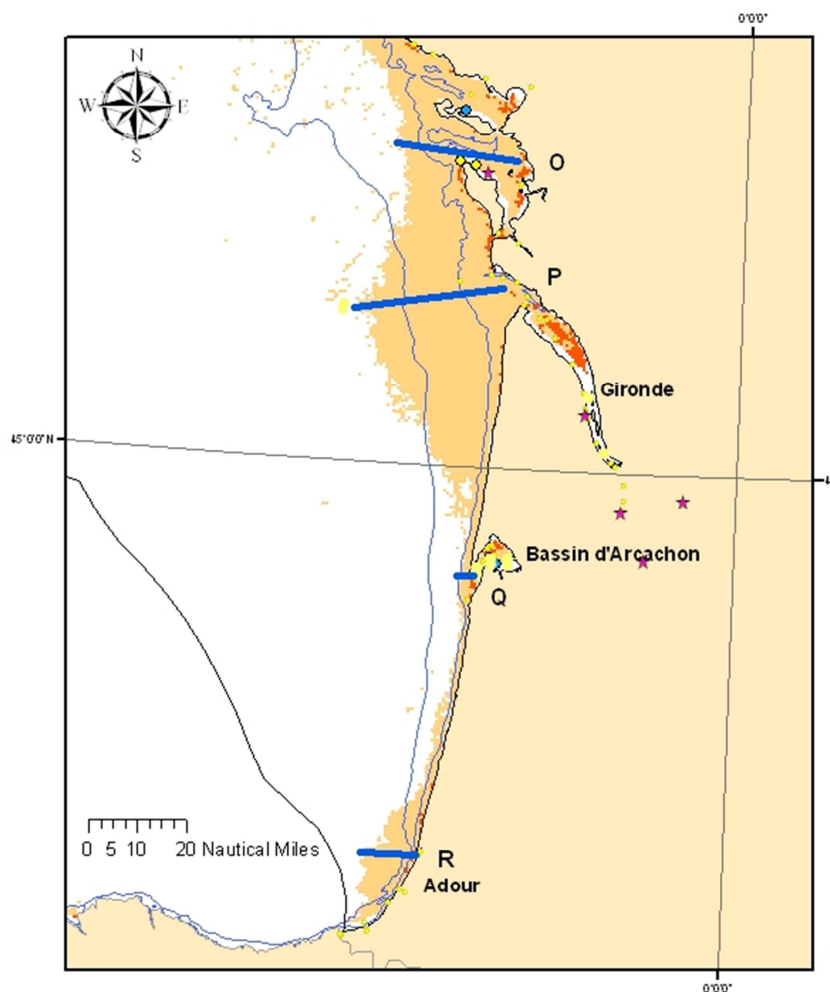 0'0'0"
N
W E
S
O
P
Gironde
45°0'0"N
4
Bassin d'Arcachon
Q
0 5 10 20 Nautical Miles
R
Adour
0'0'0"